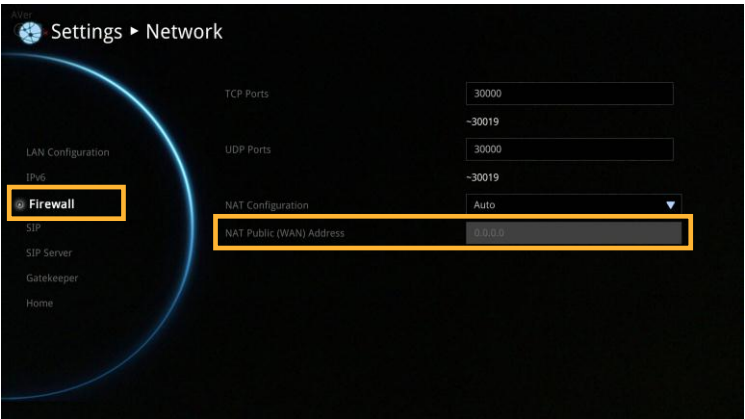 AVer
Settings ▸ Network
TCP Ports
30000
~30019
LAN Configuration
UDP Ports
30000
IPv6
~30019
Firewall
NAT Configuration
Auto
SIP
NAT Public (WAN) Address
0.0.0.0
SIP Server
Gatekeeper
Home